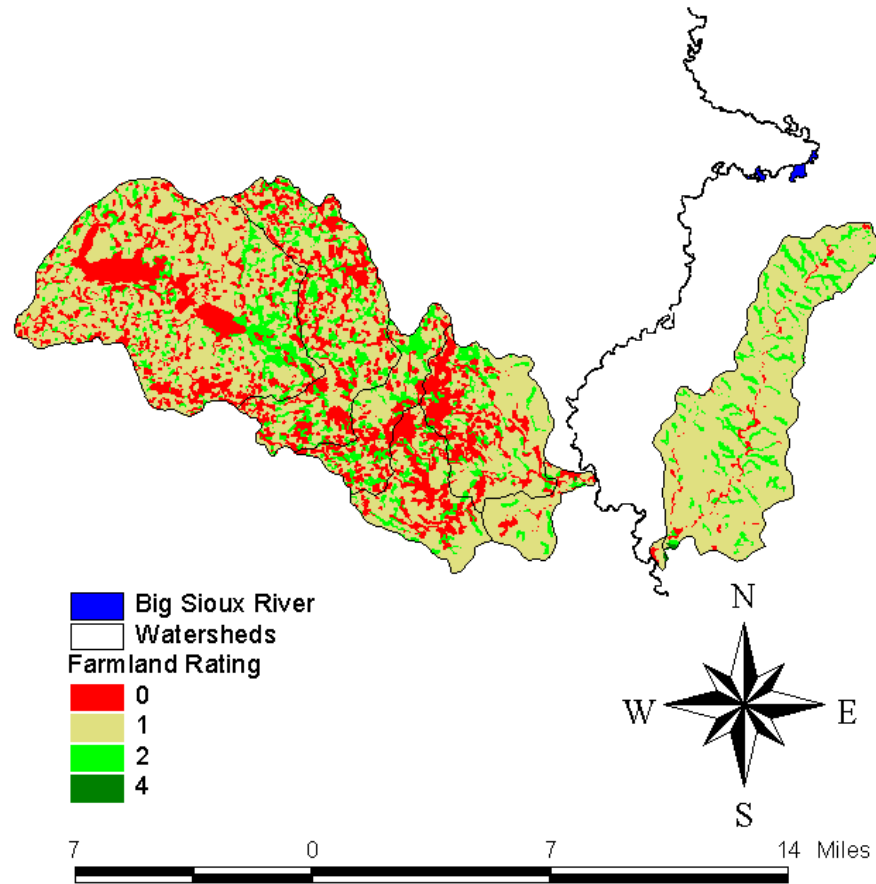 Big Sioux River
Watersheds
Farmland Rating
0
1
2
4
N
W E
S
7 0 7 14 Miles